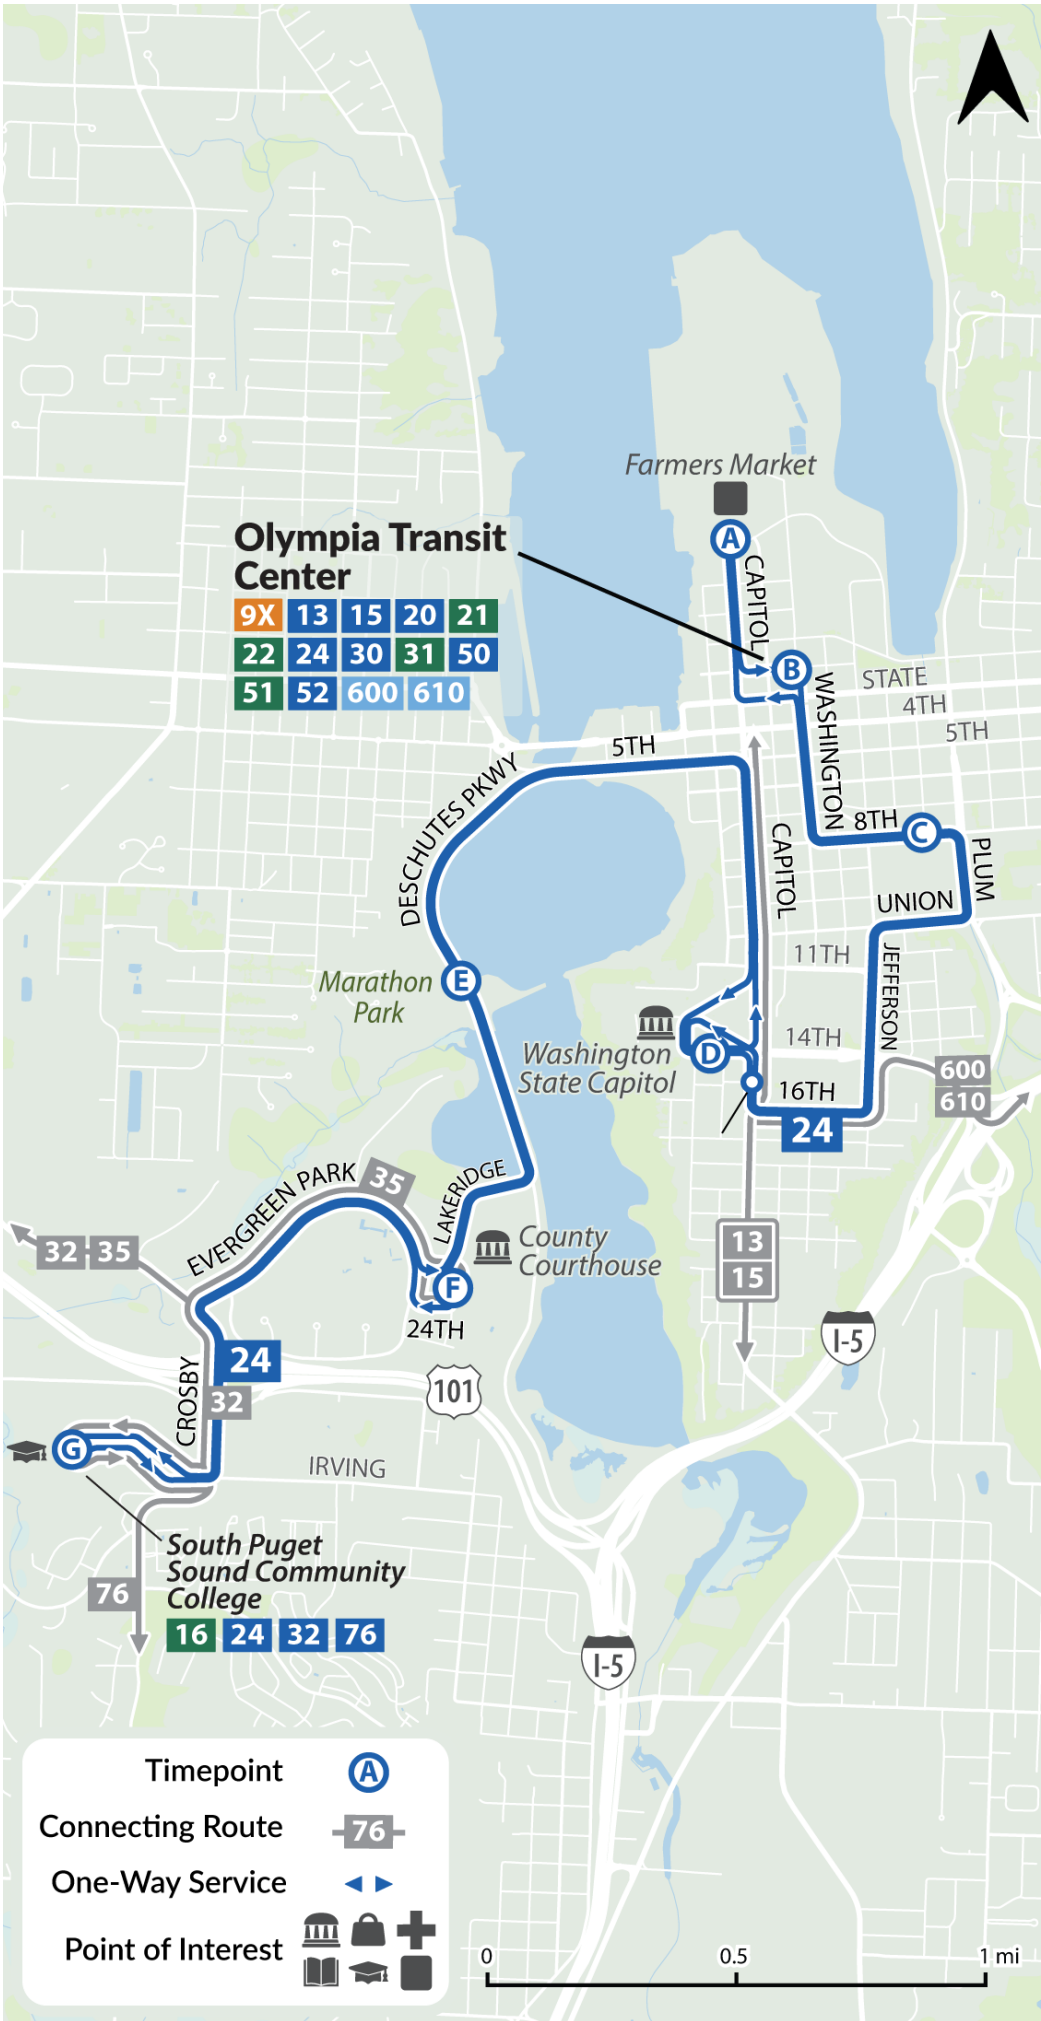 Farmers Market
A
CAPITOL
Olympia Transit
Center
9X 13 15 20 21
22 24 30 31 50
51 52 600 610
B
WASHINGTON
STATE
4TH
5TH
5TH
DESCHUTES PKWY
8TH
C
PLUM
CAPITOL
UNION
JEFFERSON
11TH
Marathon
Park
E
14TH
D
Washington
State Capitol
16TH
24
600
610
EVERGREEN PARK
35
LAKERIDGE
County
Courthouse
32 35
F
24TH
13
15
I-5
24
CROSBY
32
101
G
IRVING
South Puget
Sound Community
College
16 24 32 76
76
I-5
Timepoint A
Connecting Route 76
One-Way Service
Point of Interest
0 0.5 1 mi